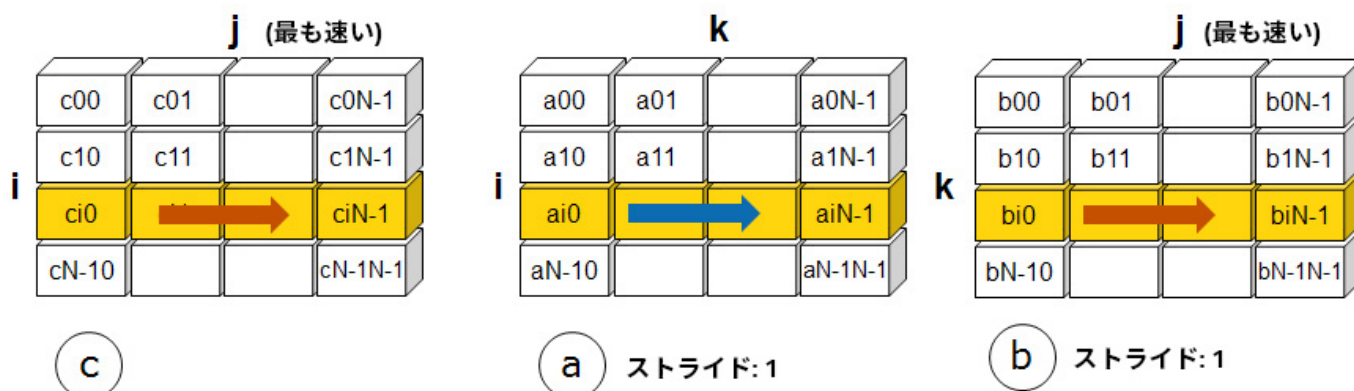 j (最も速い)
k
j (最も速い)
c00 c01 c0N-1
c10 c11 c1N-1
i
ci0 ciN-1
cN-10 cN-1N-1
a00 a01 a0N-1
a10 a11 a1N-1
i
ai0 aiN-1
aN-10 aN-1N-1
b00 b01 b0N-1
b10 b11 b1N-1
k
bi0 biN-1
bN-10 bN-1N-1
c
a ストライド: 1
b ストライド: 1